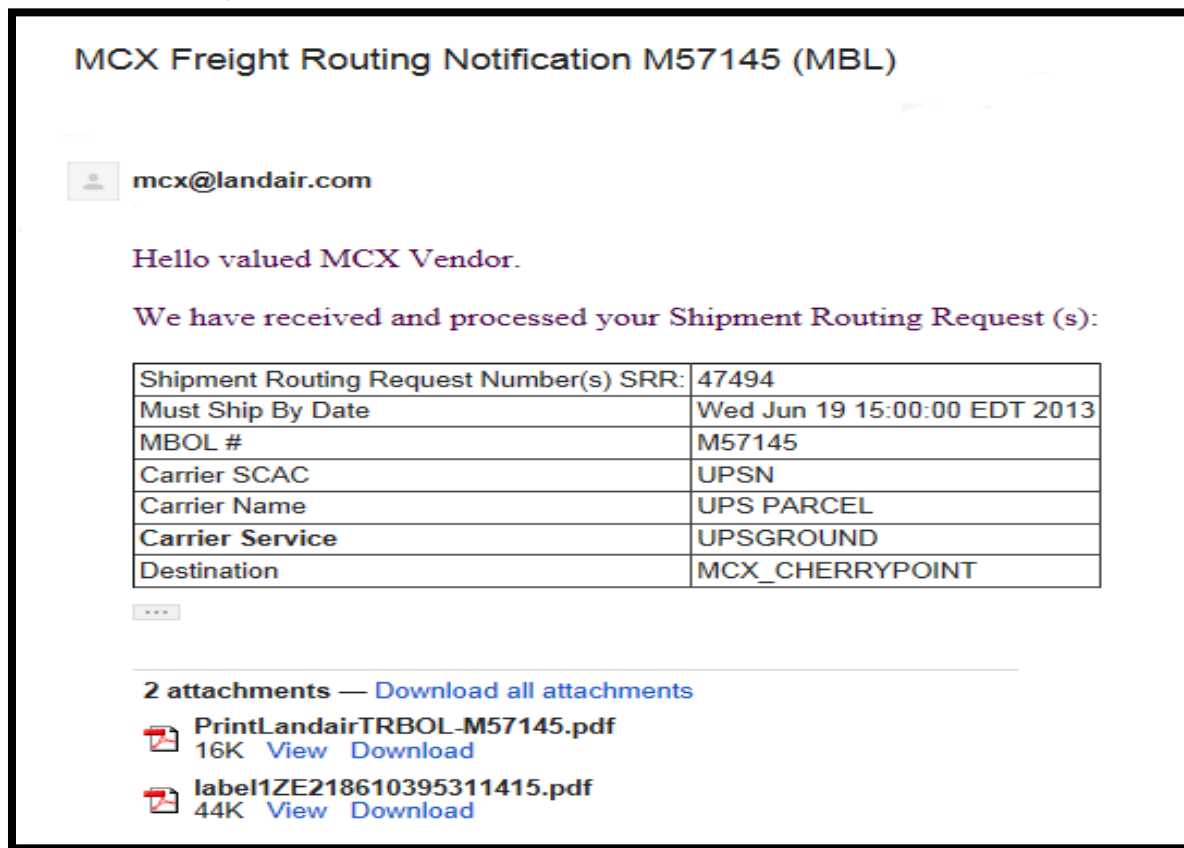 MCX Freight Routing Notification M57145 (MBL)
mcx@landair.com
Hello valued MCX Vendor.
We have received and processed your Shipment Routing Request (s):
Shipment Routing Request Number(s) SRR: 47494
Must Ship By Date Wed Jun 19 15:00:00 EDT 2013
MBOL # M57145
Carrier SCAC UPSN
Carrier Name UPS PARCEL
Carrier Service UPSGROUND
Destination MCX_CHERRYPOINT
2 attachments — Download all attachments
PrintLandairTRBOL-M57145.pdf
16K View Download
label1ZE218610395311415.pdf
44K View Download